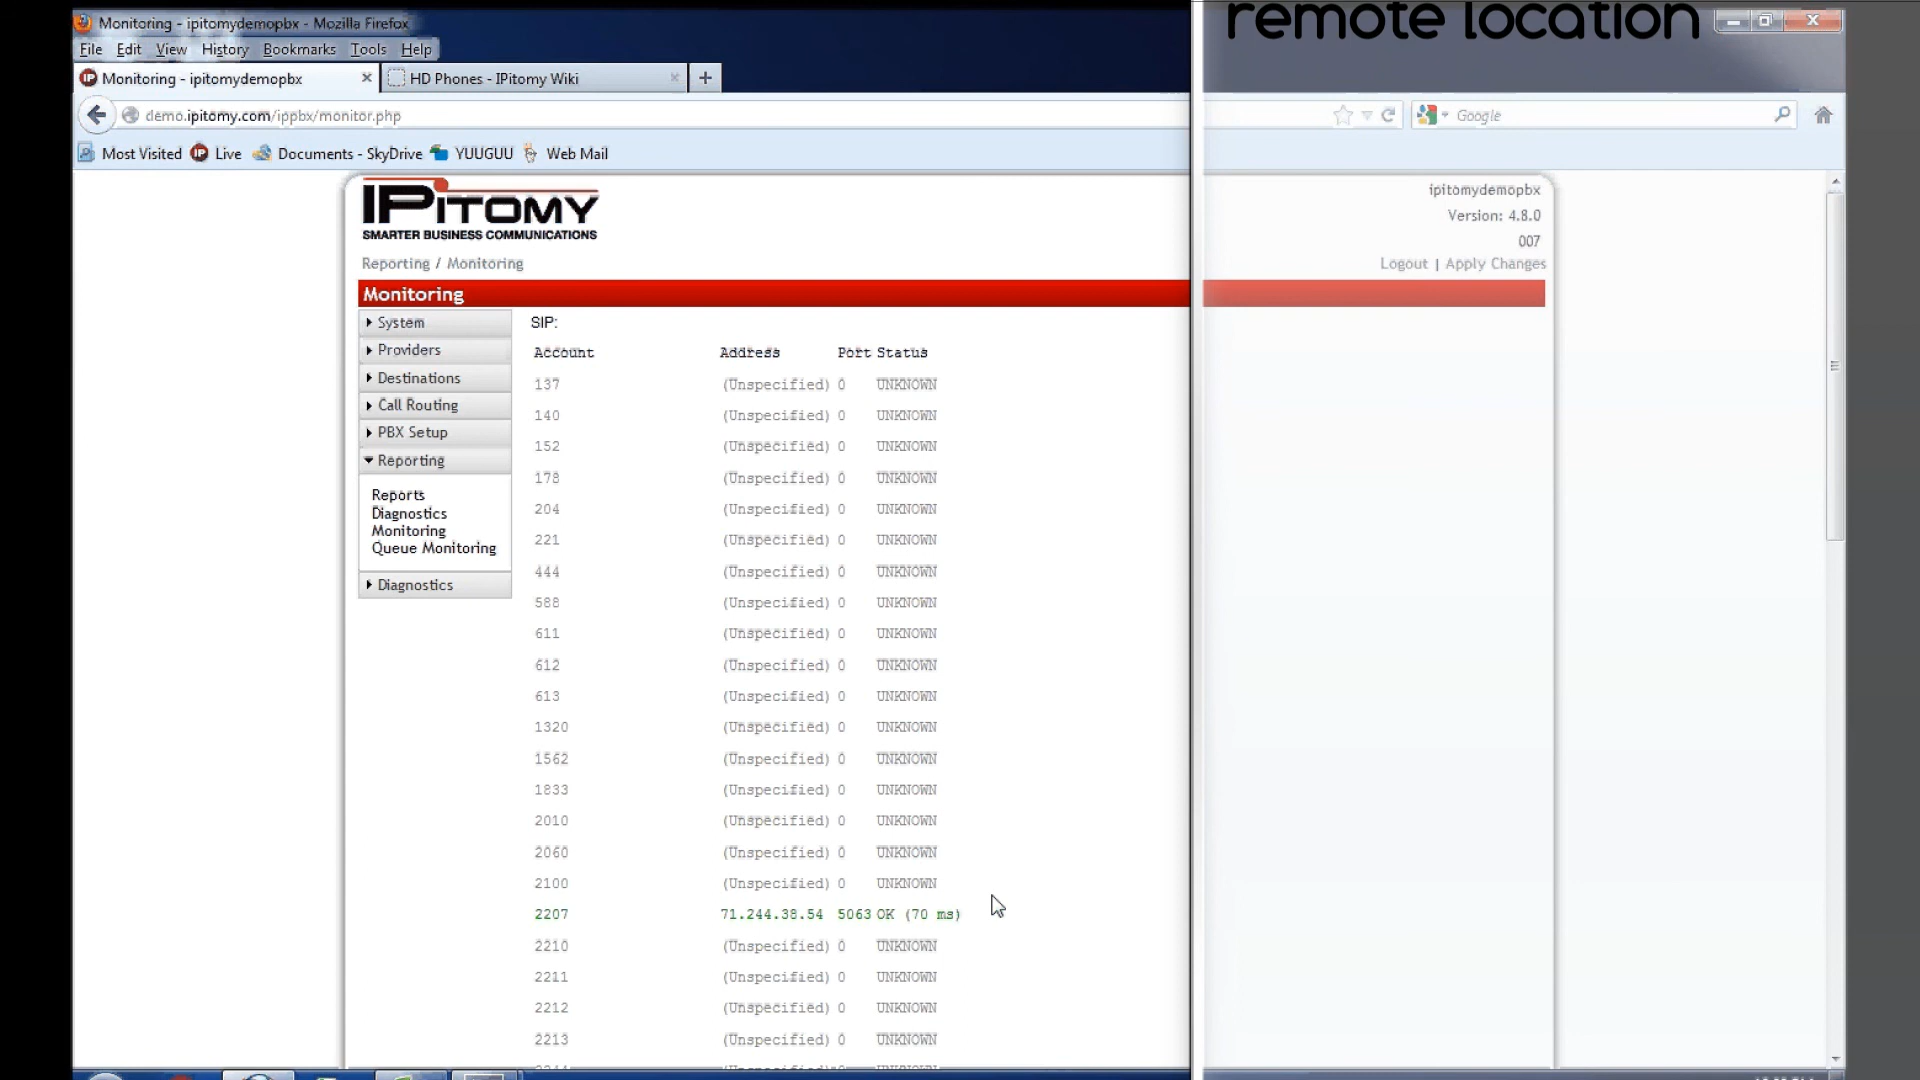 remote location
Monitoring - ipitomydemopbx - Mozilla Firefox
File Edit View History Bookmarks Tools Help
Monitoring - ipitomydemopbx
HD Phones - IPitomy Wiki
demo.ipitomy.com/ippbx/monitor.php
Google
Most Visited Live Documents - SkyDrive YUUGUU Web Mail
IPITOMY
SMARTER BUSINESS COMMUNICATIONS
ipitomydemopbx
Version: 4.8.0
007
Reporting / Monitoring
Logout | Apply Changes
Monitoring
System
Providers
Destinations
Call Routing
PBX Setup
Reporting
Reports
Diagnostics
Monitoring
Queue Monitoring
Diagnostics
SIP:
Account Address Port Status
137 (Unspecified) 0 UNKNOWN
140 (Unspecified) 0 UNKNOWN
152 (Unspecified) 0 UNKNOWN
178 (Unspecified) 0 UNKNOWN
204 (Unspecified) 0 UNKNOWN
221 (Unspecified) 0 UNKNOWN
444 (Unspecified) 0 UNKNOWN
588 (Unspecified) 0 UNKNOWN
611 (Unspecified) 0 UNKNOWN
612 (Unspecified) 0 UNKNOWN
613 (Unspecified) 0 UNKNOWN
1320 (Unspecified) 0 UNKNOWN
1562 (Unspecified) 0 UNKNOWN
1833 (Unspecified) 0 UNKNOWN
2010 (Unspecified) 0 UNKNOWN
2060 (Unspecified) 0 UNKNOWN
2100 (Unspecified) 0 UNKNOWN
2207 71.244.38.54 5063 OK (70 ms)
2210 (Unspecified) 0 UNKNOWN
2211 (Unspecified) 0 UNKNOWN
2212 (Unspecified) 0 UNKNOWN
2213 (Unspecified) 0 UNKNOWN